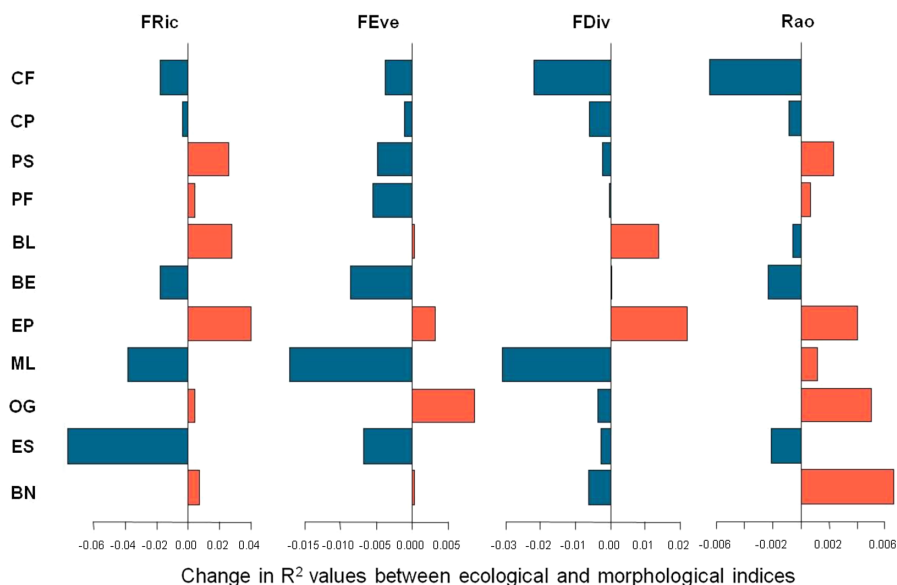 FRic FEve FDiv Rao
CF
CP
PS
PF
BL
BE
EP
ML
OG
ES
BN
-0.06 -0.04 -0.02 0.00 0.02 0.04 -0.015 -0.005 0.000 0.005 -0.03 -0.02 -0.01 0.00 0.01 0.02 -0.006 -0.002 0.002 0.006
Change in R² values between ecological and morphological indices